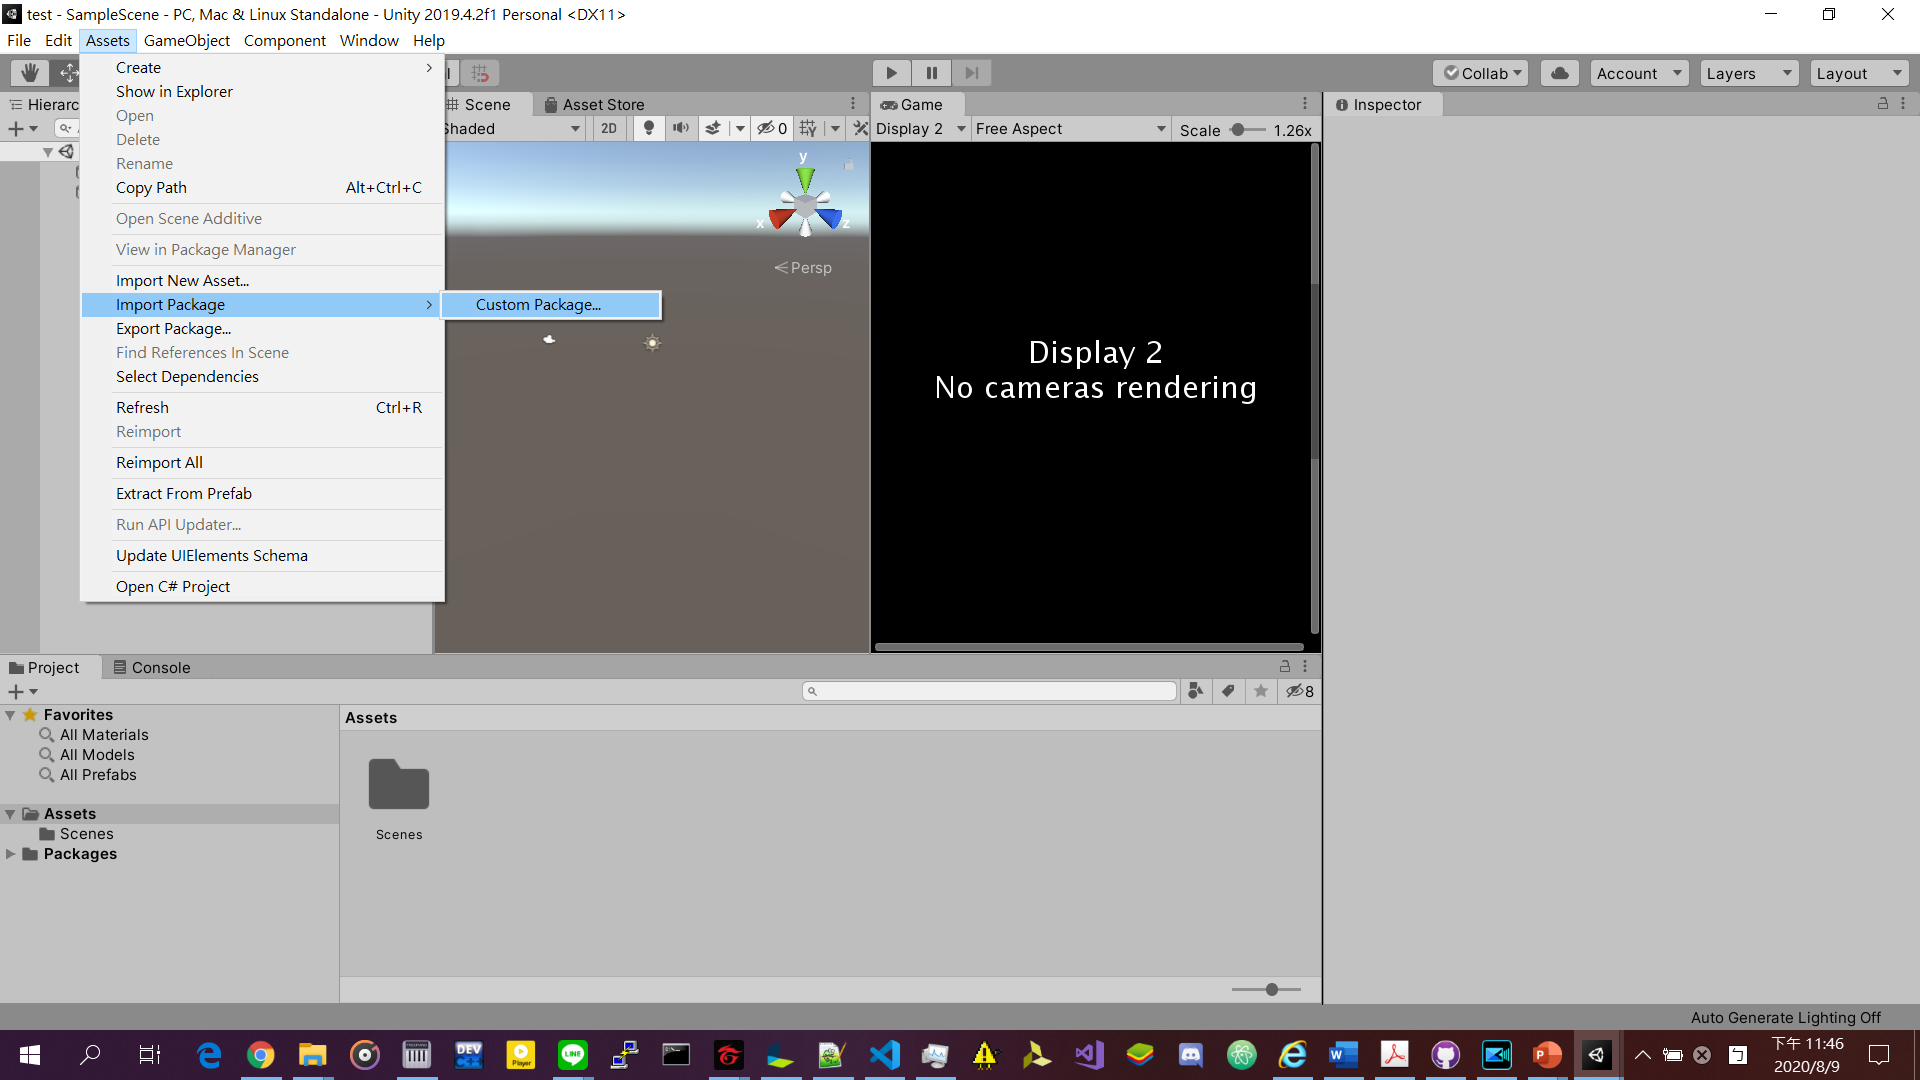 test - SampleScene - PC, Mac & Linux Standalone - Unity 2019.4.2f1 Personal <DX11>
File Edit Assets GameObject Component Window Help
Create
Show in Explorer
Open
Delete
Rename
Copy Path Alt+Ctrl+C
Open Scene Additive
View in Package Manager
Import New Asset...
Import Package
Custom Package...
Export Package...
Find References In Scene
Select Dependencies
Refresh Ctrl+R
Reimport
Reimport All
Extract From Prefab
Run API Updater...
Update UIElements Schema
Open C# Project
Collab Account Layers Layout
Hierarc
Scene Asset Store
haded 2D 0
y
x
z
Persp
Game
Display 2 Free Aspect Scale 1.26x
Display 2
No cameras rendering
Inspector
Project Console
8
Favorites
All Materials
All Models
All Prefabs
Assets
Scenes
Packages
Assets
Scenes
Auto Generate Lighting Off
DEV
C++
Player
LINE
下午 11:46
2020/8/9